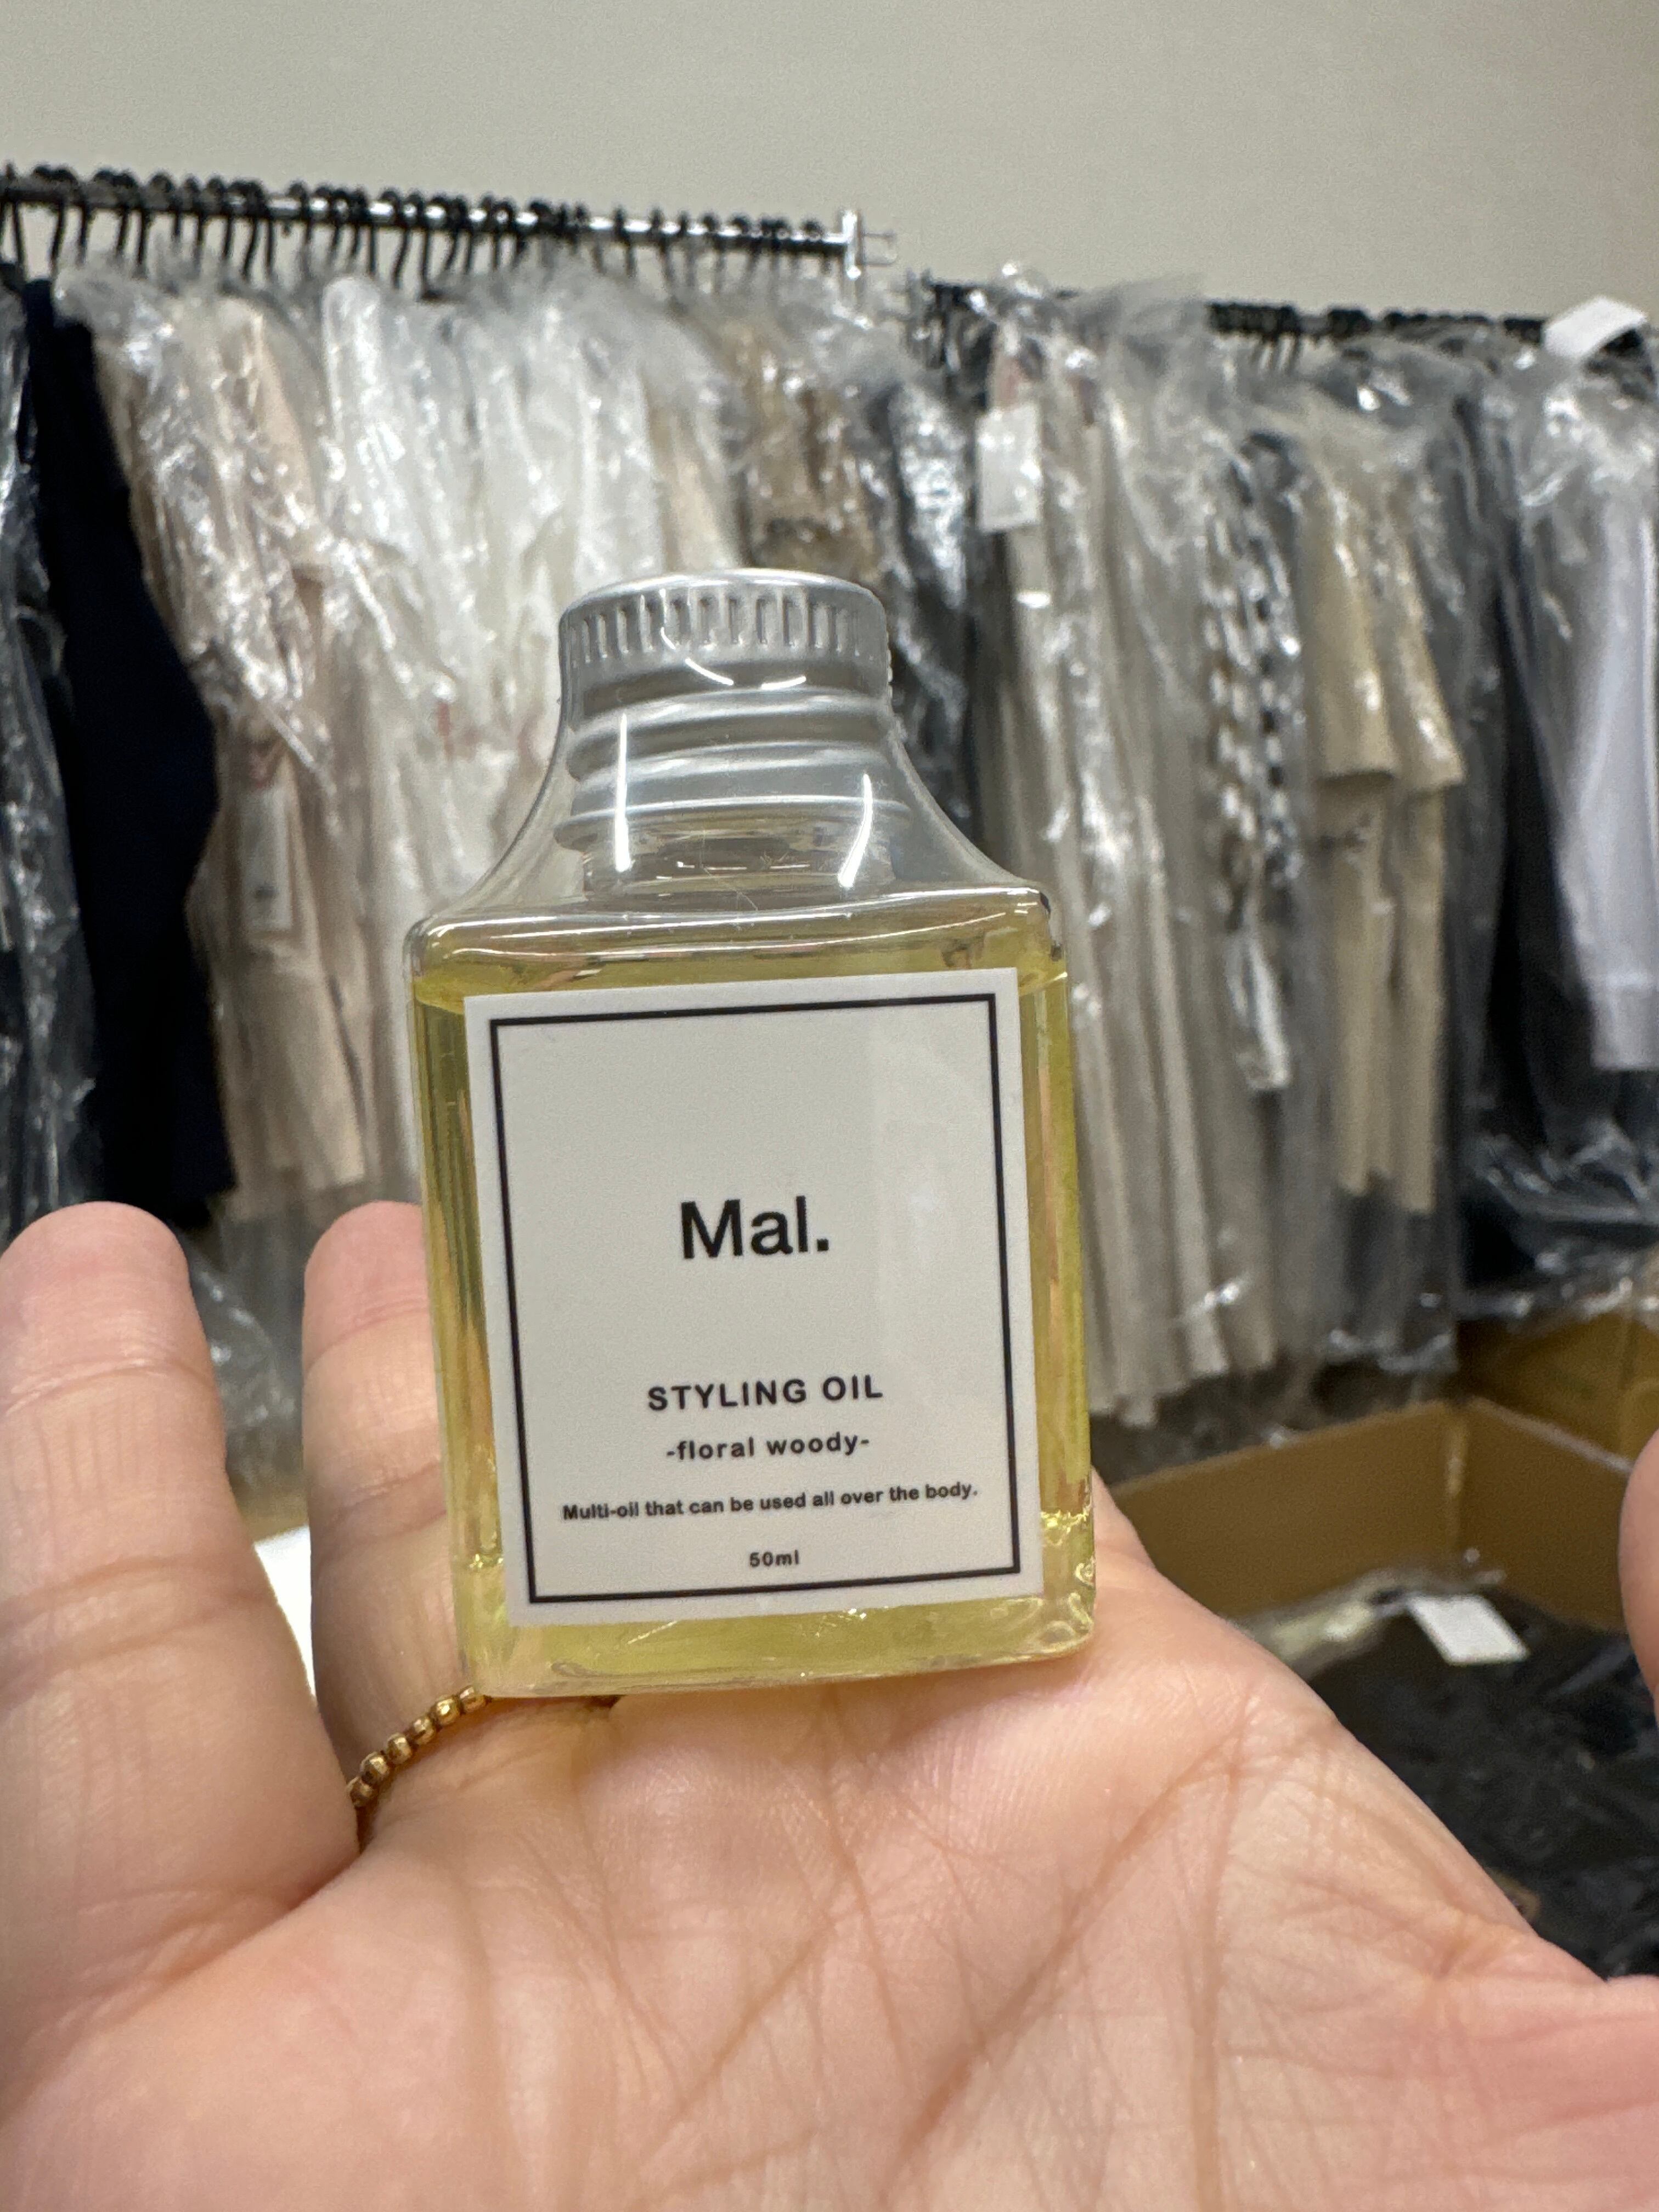 Mal.
STYLING OIL
-floral woody-
Multi-oil that can be used all over the body.
50ml